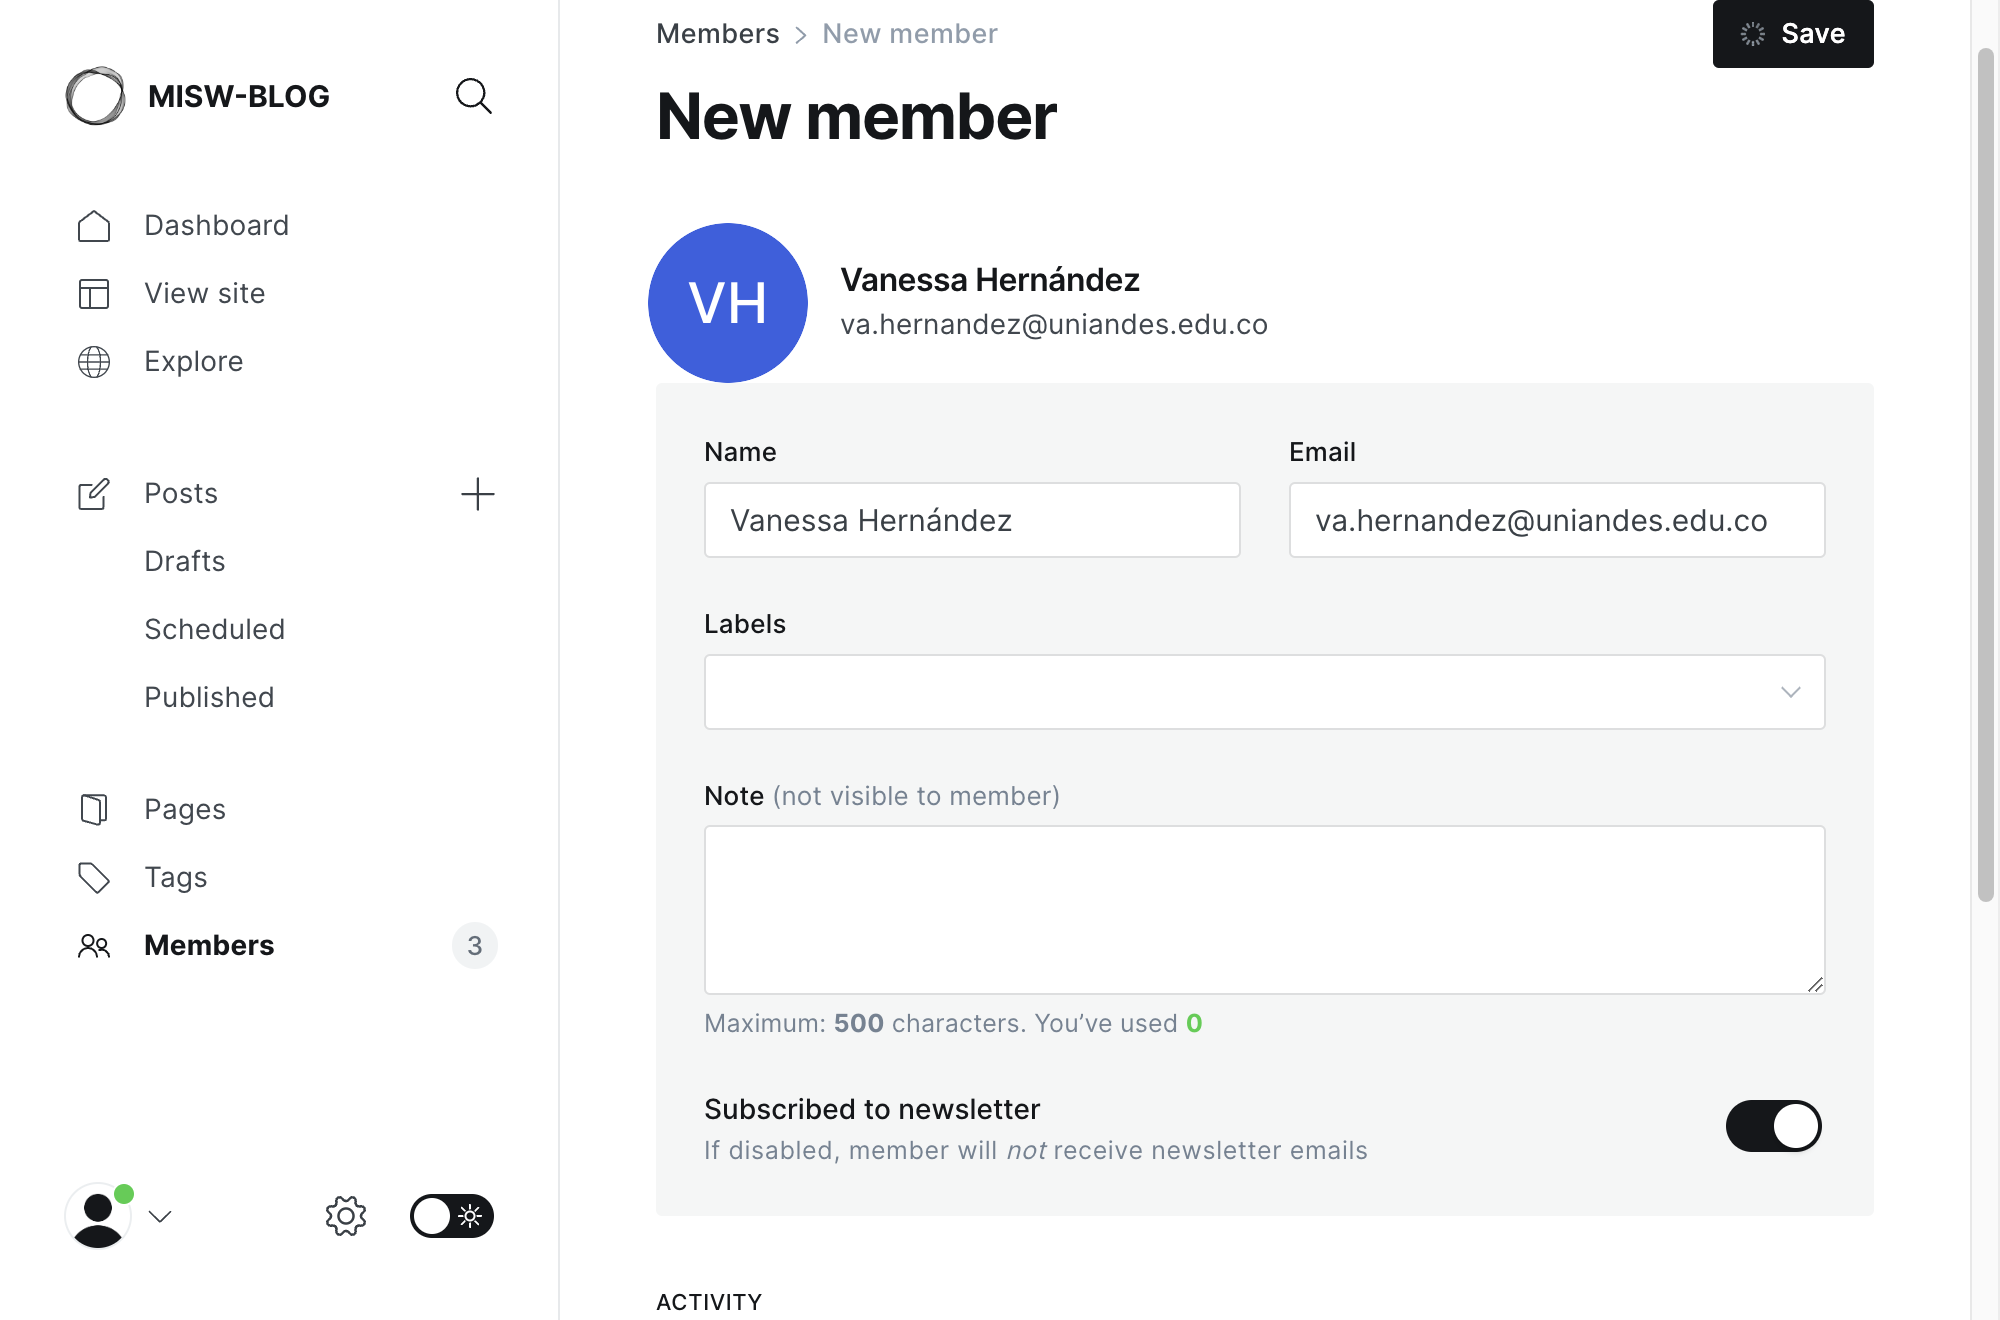 MISW-BLOG
Dashboard
View site
Explore
Posts
Drafts
Scheduled
Published
Pages
Tags
Members
3
Members > New member
Save
New member
VH
Vanessa Hernández
va.hernandez@uniandes.edu.co
Name
Vanessa Hernández
Email
va.hernandez@uniandes.edu.co
Labels
Note (not visible to member)
Maximum: 500 characters. You’ve used 0
Subscribed to newsletter
If disabled, member will not receive newsletter emails
ACTIVITY